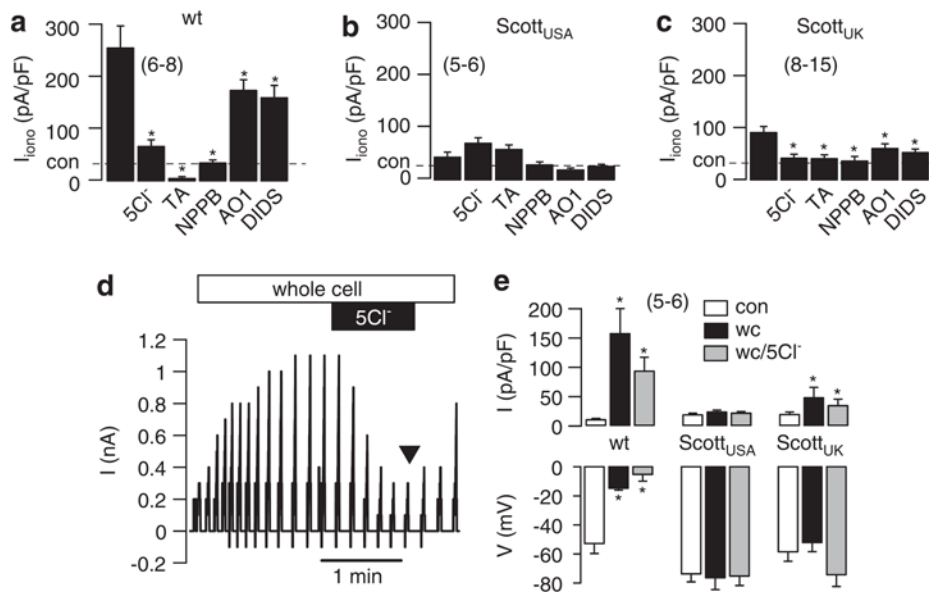 a
wt
300
200
100
con
0
I_iono (pA/pF)
(6-8)
*
*
*
*
*
5Cl⁻
TA
NPPB
AO1
DIDS
b
Scott_USA
300
200
100
con
0
I_iono (pA/pF)
(5-6)
5Cl⁻
TA
NPPB
AO1
DIDS
c
Scott_UK
300
200
100
con
0
I_iono (pA/pF)
(8-15)
*
*
*
*
*
5Cl⁻
TA
NPPB
AO1
DIDS
d
whole cell
5Cl⁻
1.2
1
0.8
0.6
0.4
0.2
0
-0.2
I (nA)
1 min
e
200
150
100
50
0
I (pA/pF)
(5-6)
con
wc
wc/5Cl⁻
*
*
*
*
wt
Scott_USA
Scott_UK
0
-20
-40
-60
-80
V (mV)
*
*